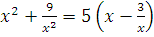 x² + 9/x² = 5 (x − 3/x)